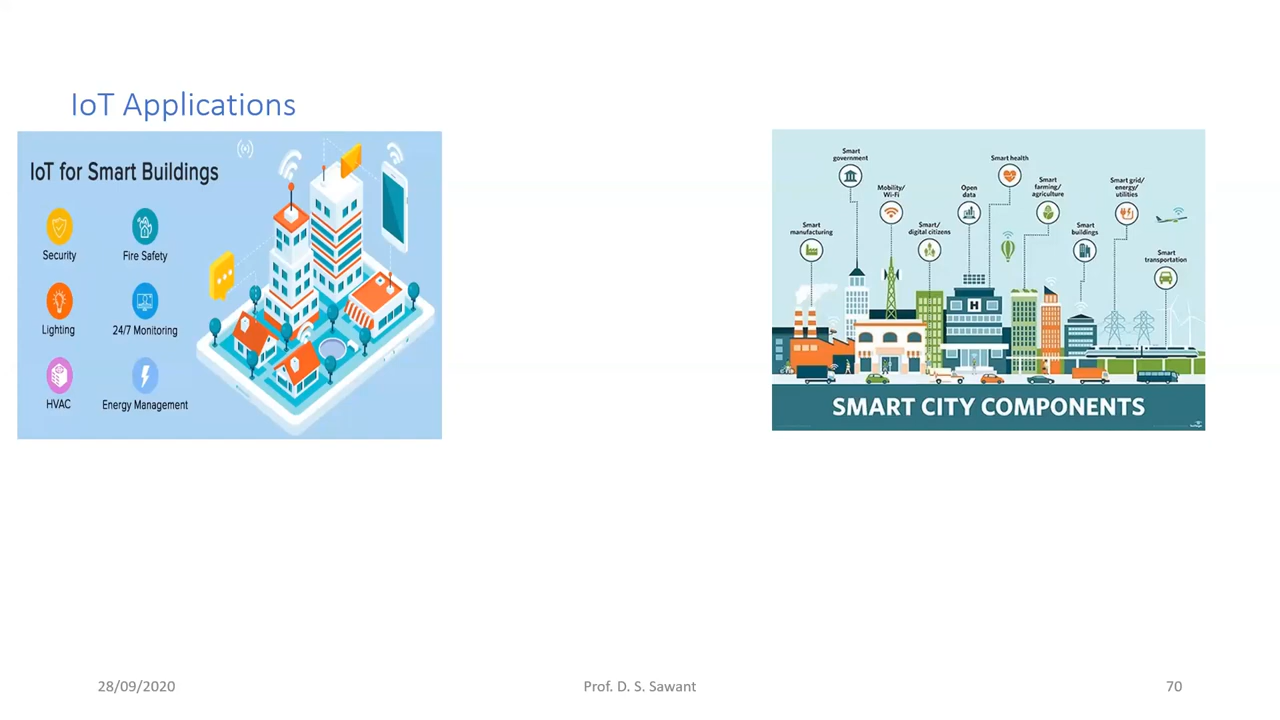 IoT Applications
IoT for Smart Buildings
Security
Fire Safety
Lighting
24/7 Monitoring
HVAC
Energy Management
Smart
government
Smart health
Mobility/
Wi-Fi
Open
data
Smart
farming/
agriculture
Smart grid/
energy/
utilities
Smart
manufacturing
Smart/
digital citizens
Smart
buildings
Smart
transportation
H
SMART CITY COMPONENTS
28/09/2020
Prof. D. S. Sawant
70